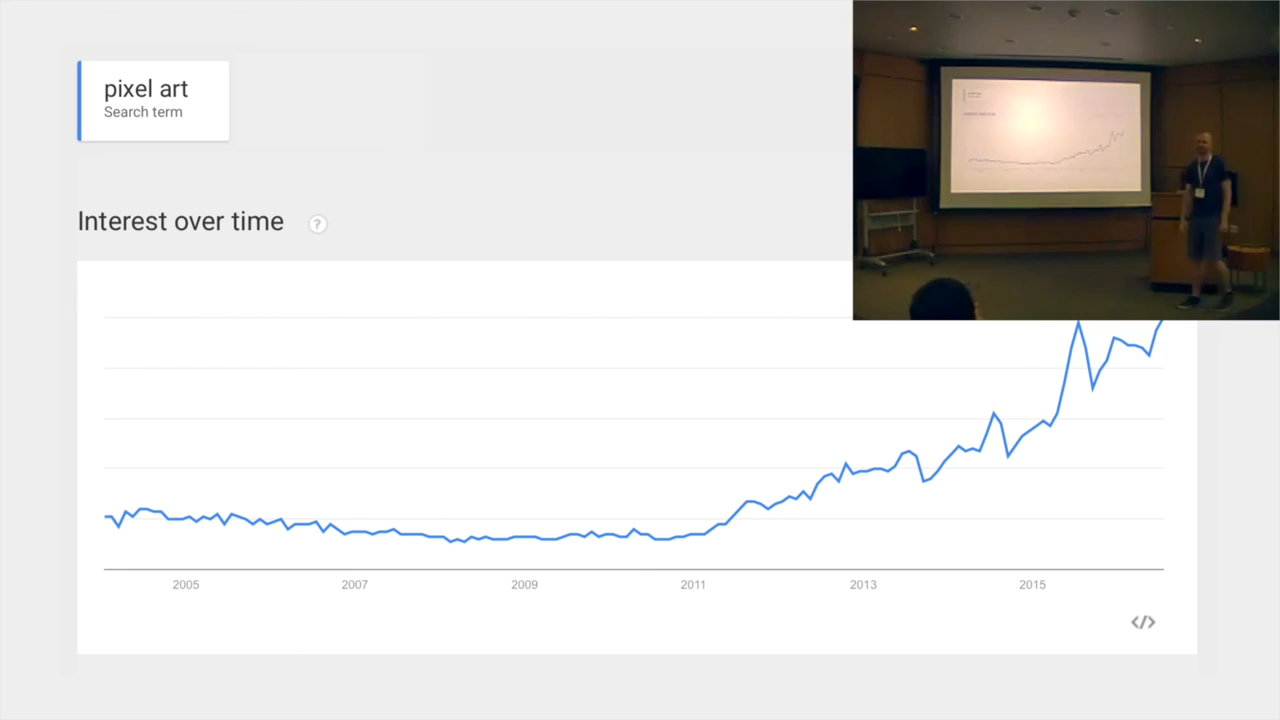 pixel art
Search term
Interest over time
?
2005
2007
2009
2011
2013
2015
</>